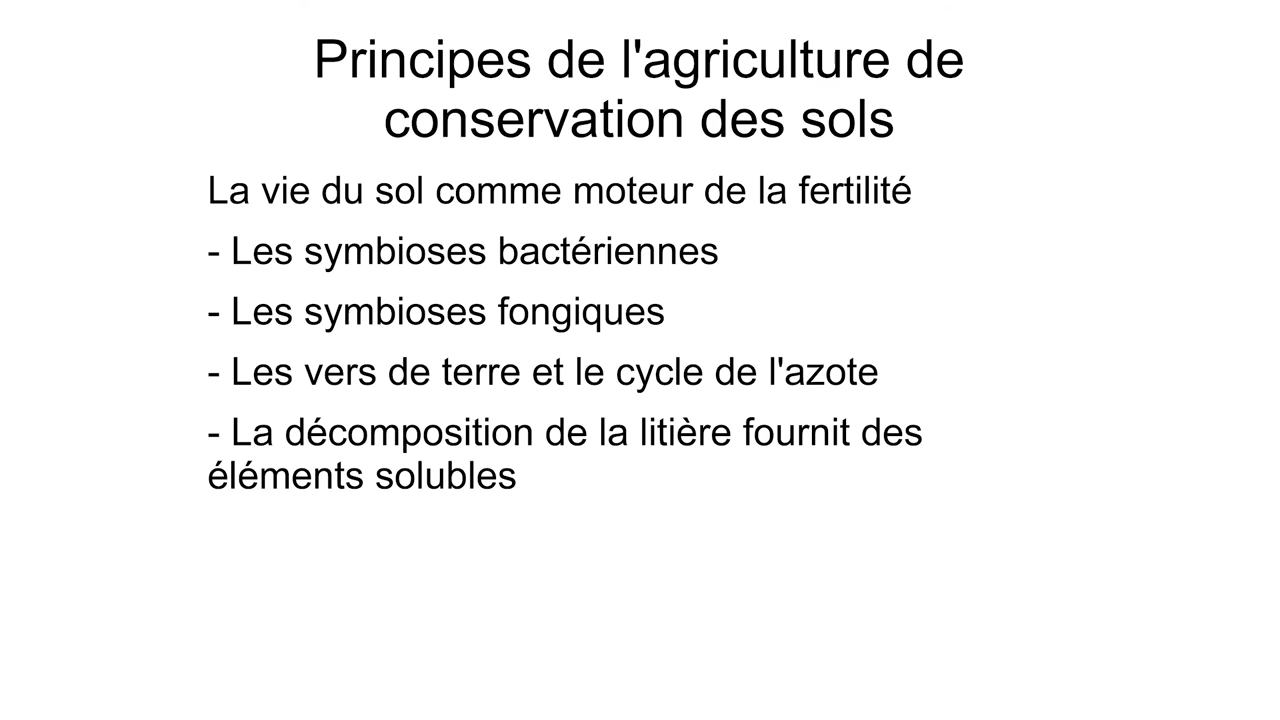 Principes de l'agriculture de
conservation des sols
La vie du sol comme moteur de la fertilité
- Les symbioses bactériennes
- Les symbioses fongiques
- Les vers de terre et le cycle de l'azote
- La décomposition de la litière fournit des
éléments solubles